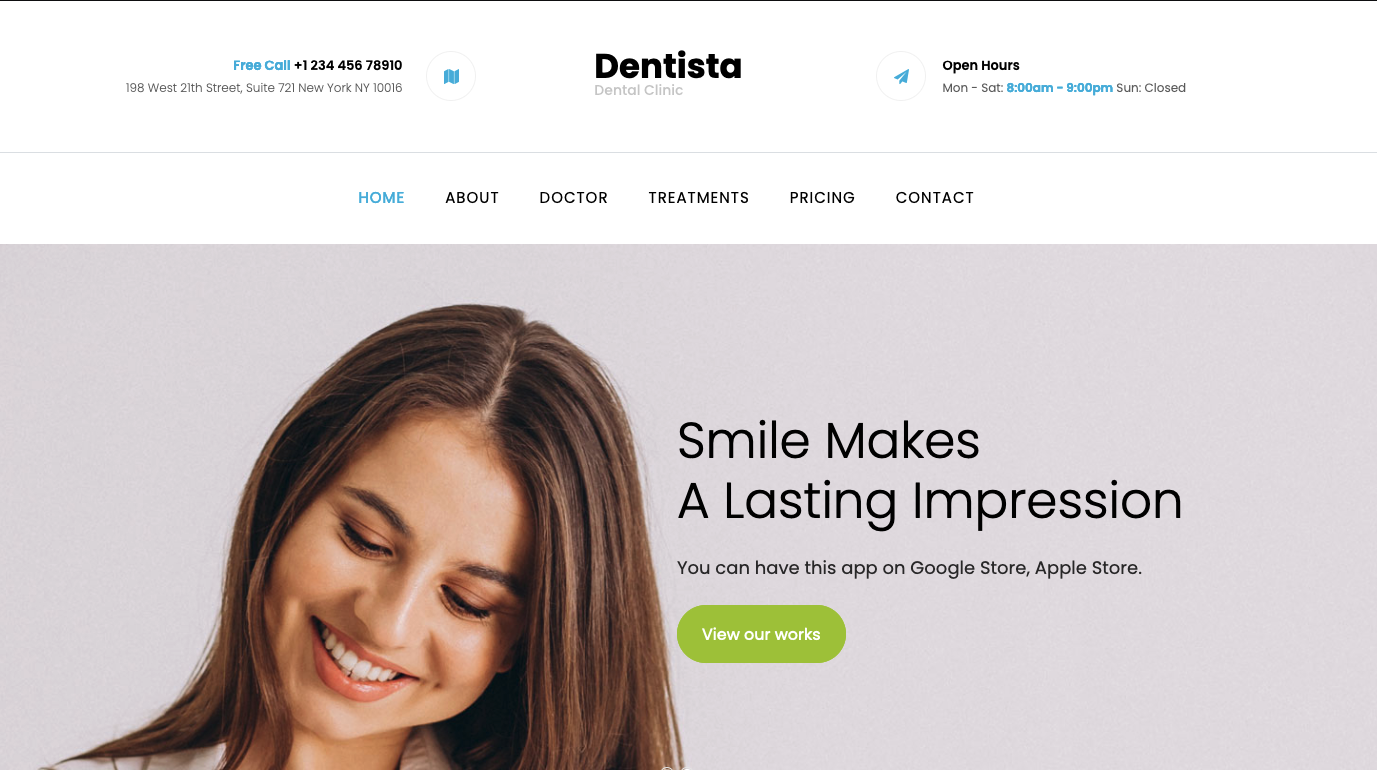 Free Call +1 234 456 78910
198 West 21th Street, Suite 721 New York NY 10016
Dentista
Dental Clinic
Open Hours
Mon - Sat: 8:00am - 9:00pm Sun: Closed
HOME ABOUT DOCTOR TREATMENTS PRICING CONTACT
Smile Makes
A Lasting Impression
You can have this app on Google Store, Apple Store.
View our works